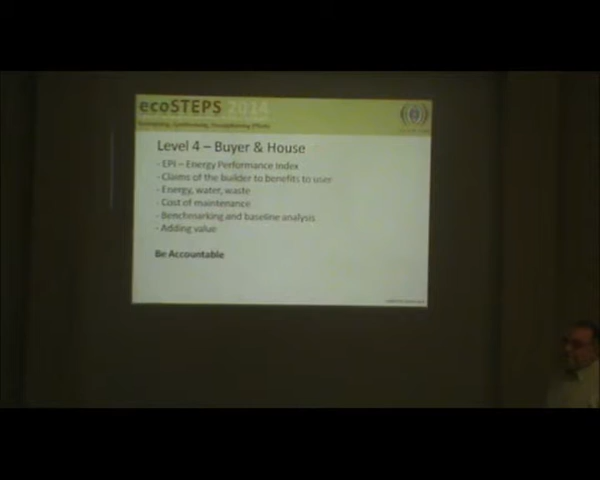 ecoSTEPS 2014
Level 4 – Buyer & House
- EPI – Energy Performance Index
- Claims of the builder to benefits to user
- Energy, water, waste
- Cost of maintenance
- Benchmarking and baseline analysis
- Adding value
Be Accountable